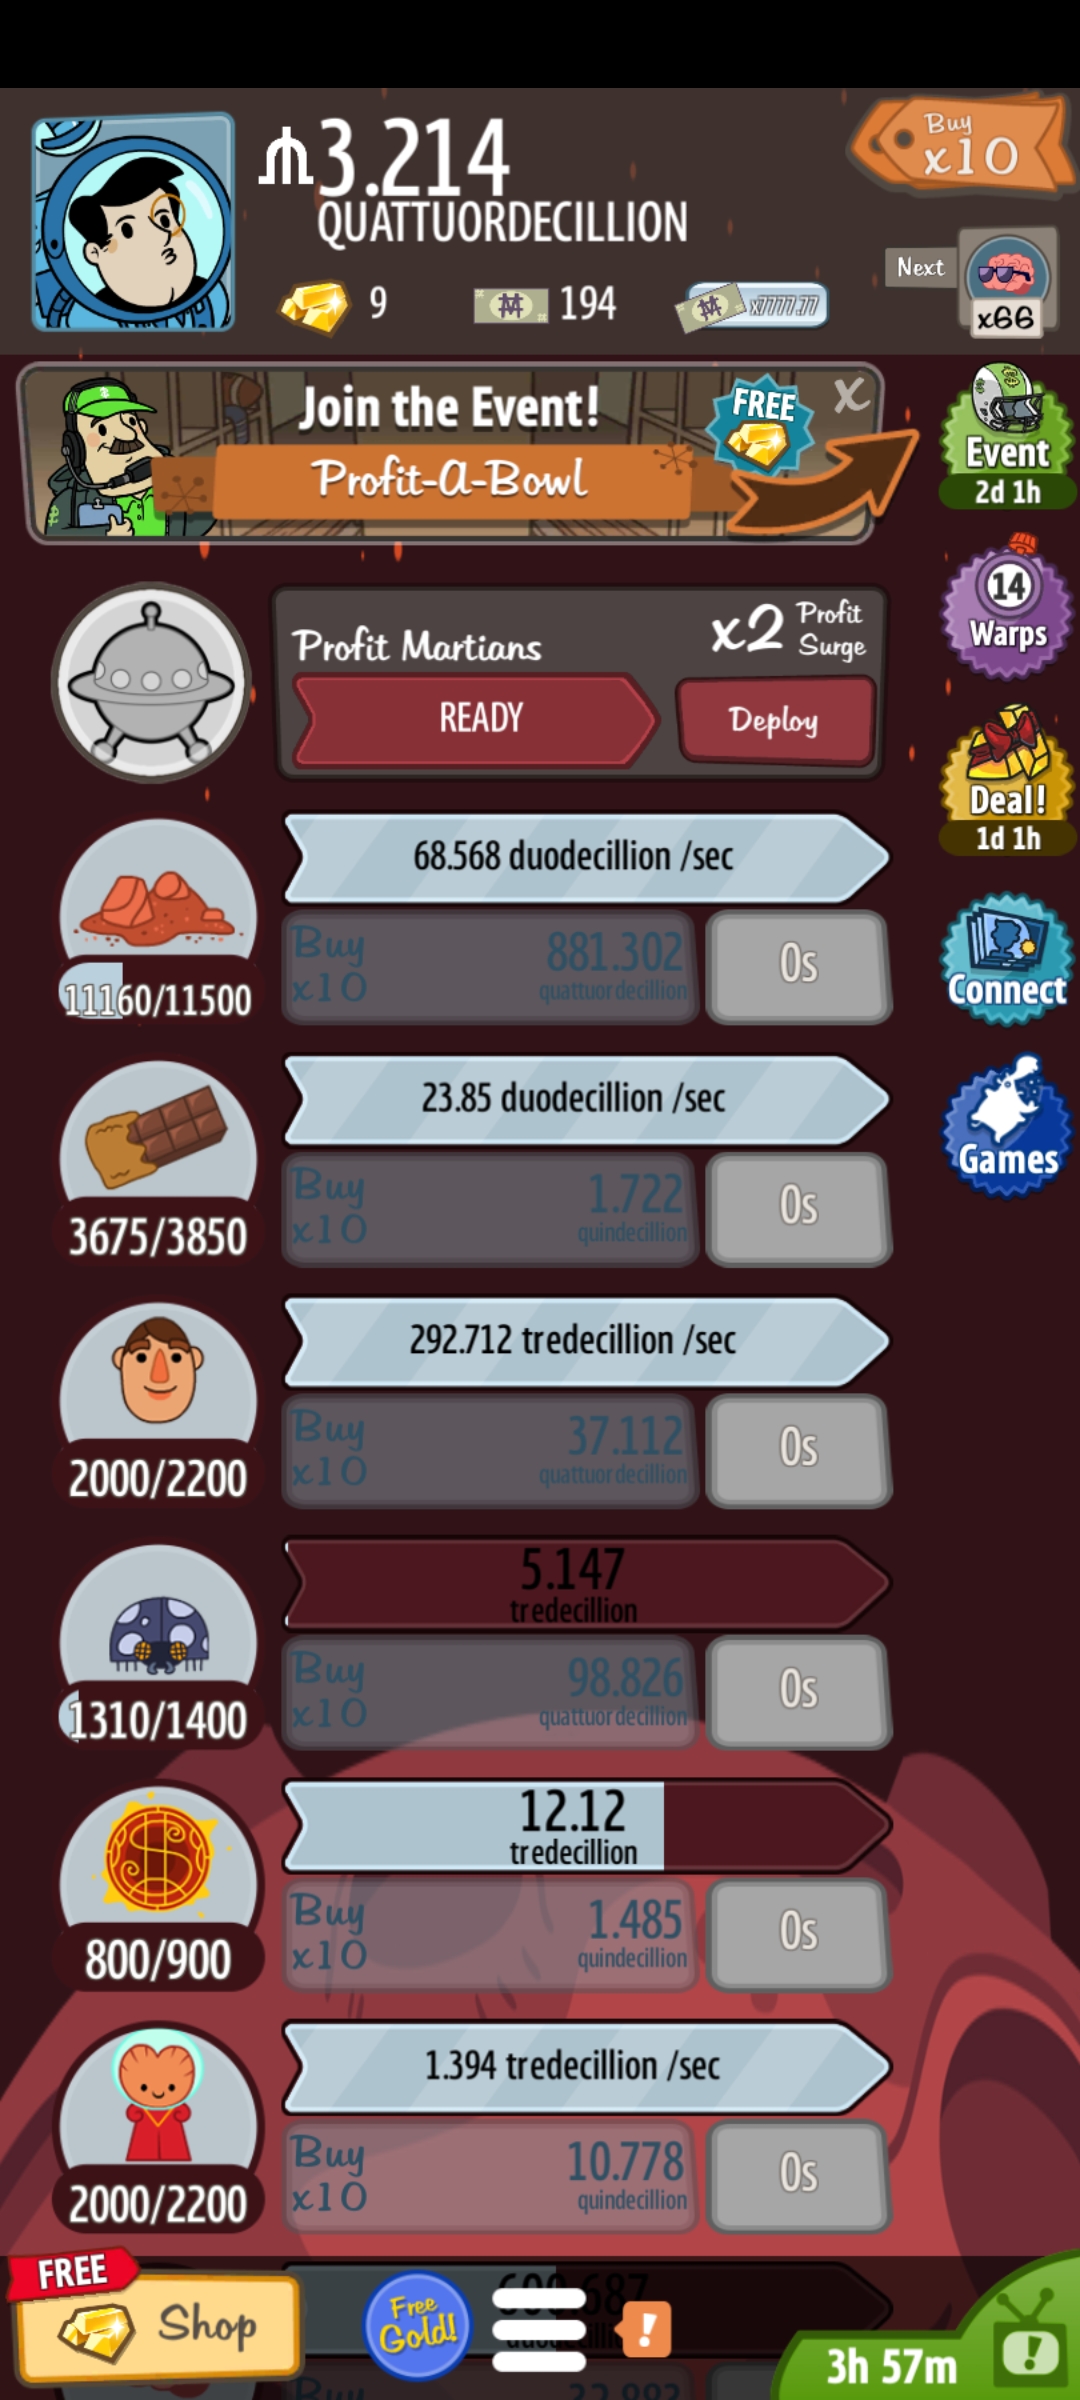 3.214
QUATTUORDECILLION
Buy
x10
9
194
x7777.77
Next
x66
Join the Event!
Profit-A-Bowl
FREE
X
Event
2d 1h
14
Warps
Profit Martians
x2 Profit Surge
READY
Deploy
Deal!
1d 1h
68.568 duodecillion /sec
Buy x10
881.302
quattuordecillion
0s
11160/11500
Connect
23.85 duodecillion /sec
Buy x10
1.722
quindecillion
0s
3675/3850
Games
292.712 tredecillion /sec
Buy x10
37.112
quattuordecillion
0s
2000/2200
5.147
tredecillion
Buy x10
98.826
quattuordecillion
0s
1310/1400
12.12
tredecillion
Buy x10
1.485
quindecillion
0s
800/900
1.394 tredecillion /sec
Buy x10
10.778
quindecillion
0s
2000/2200
FREE
Shop
Free
Gold!
!
3h 57m
!